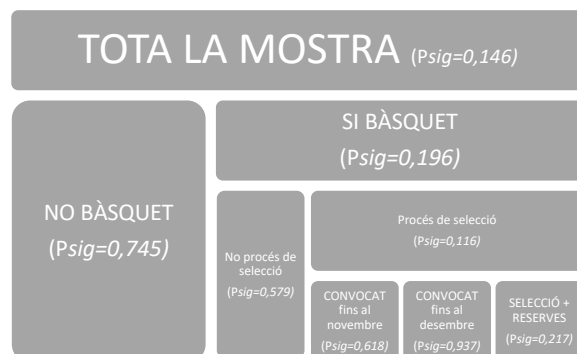 TOTA LA MOSTRA (Psig=0,146)
NO BÀSQUET
(Psig=0,745)
SI BÀSQUET
(Psig=0,196)
No procés de
selecció
(Psig=0,579)
Procés de selecció
(Psig=0,116)
CONVOCAT
fins al
novembre
(Psig=0,618)
CONVOCAT
fins al
desembre
(Psig=0,937)
SELECCIÓ +
RESERVES
(Psig=0,217)